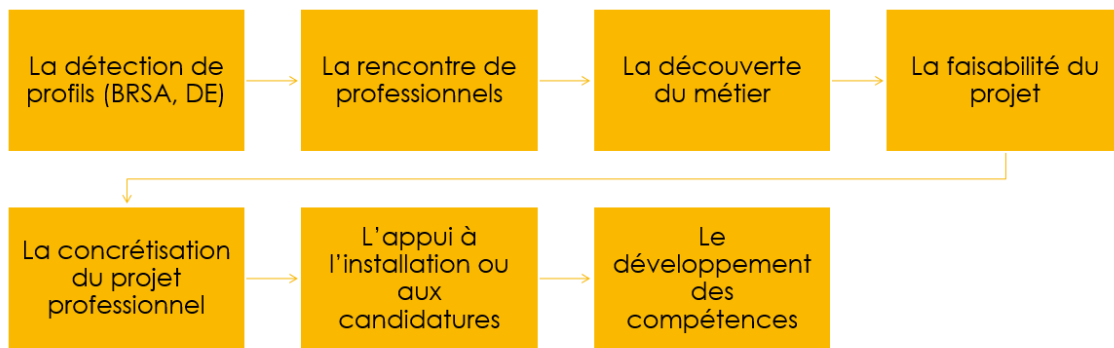 La détection de
profils (BRSA, DE)
La rencontre de
professionnels
La découverte
du métier
La faisabilité du
projet
La concrétisation
du projet
professionnel
L’appui à
l’installation ou
aux
candidatures
Le
développement
des
compétences